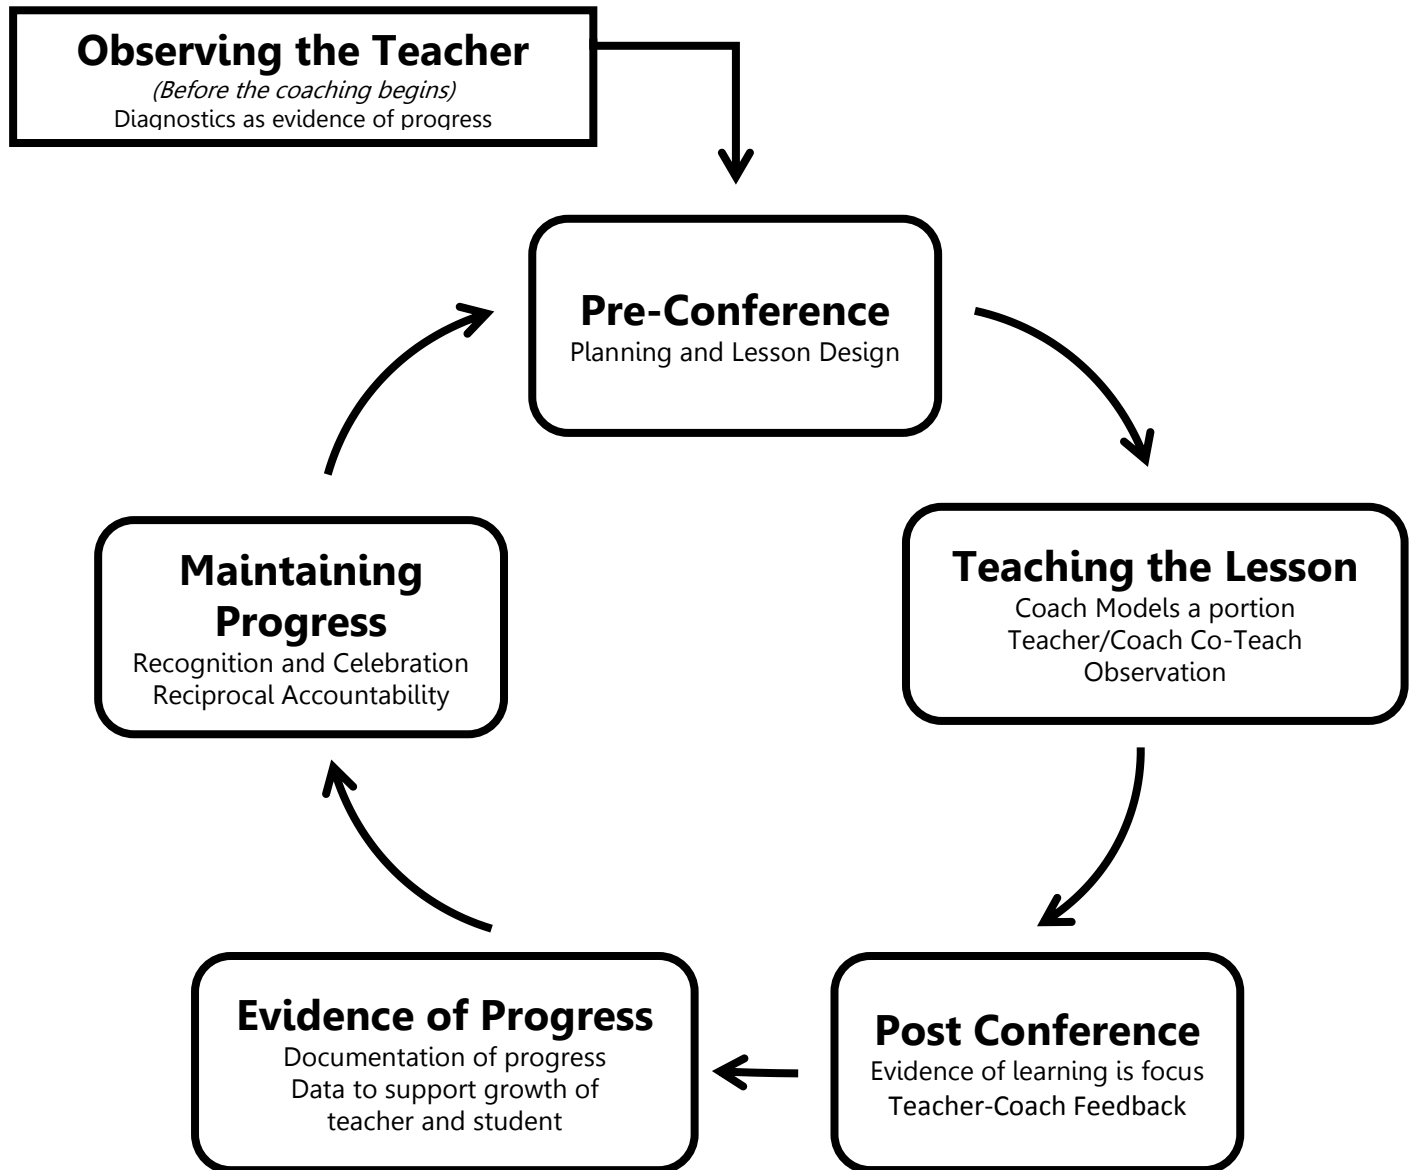 Observing the Teacher
(Before the coaching begins)
Diagnostics as evidence of progress
Pre-Conference
Planning and Lesson Design
Teaching the Lesson
Coach Models a portion
Teacher/Coach Co-Teach
Observation
Post Conference
Evidence of learning is focus
Teacher-Coach Feedback
Evidence of Progress
Documentation of progress
Data to support growth of
teacher and student
Maintaining
Progress
Recognition and Celebration
Reciprocal Accountability